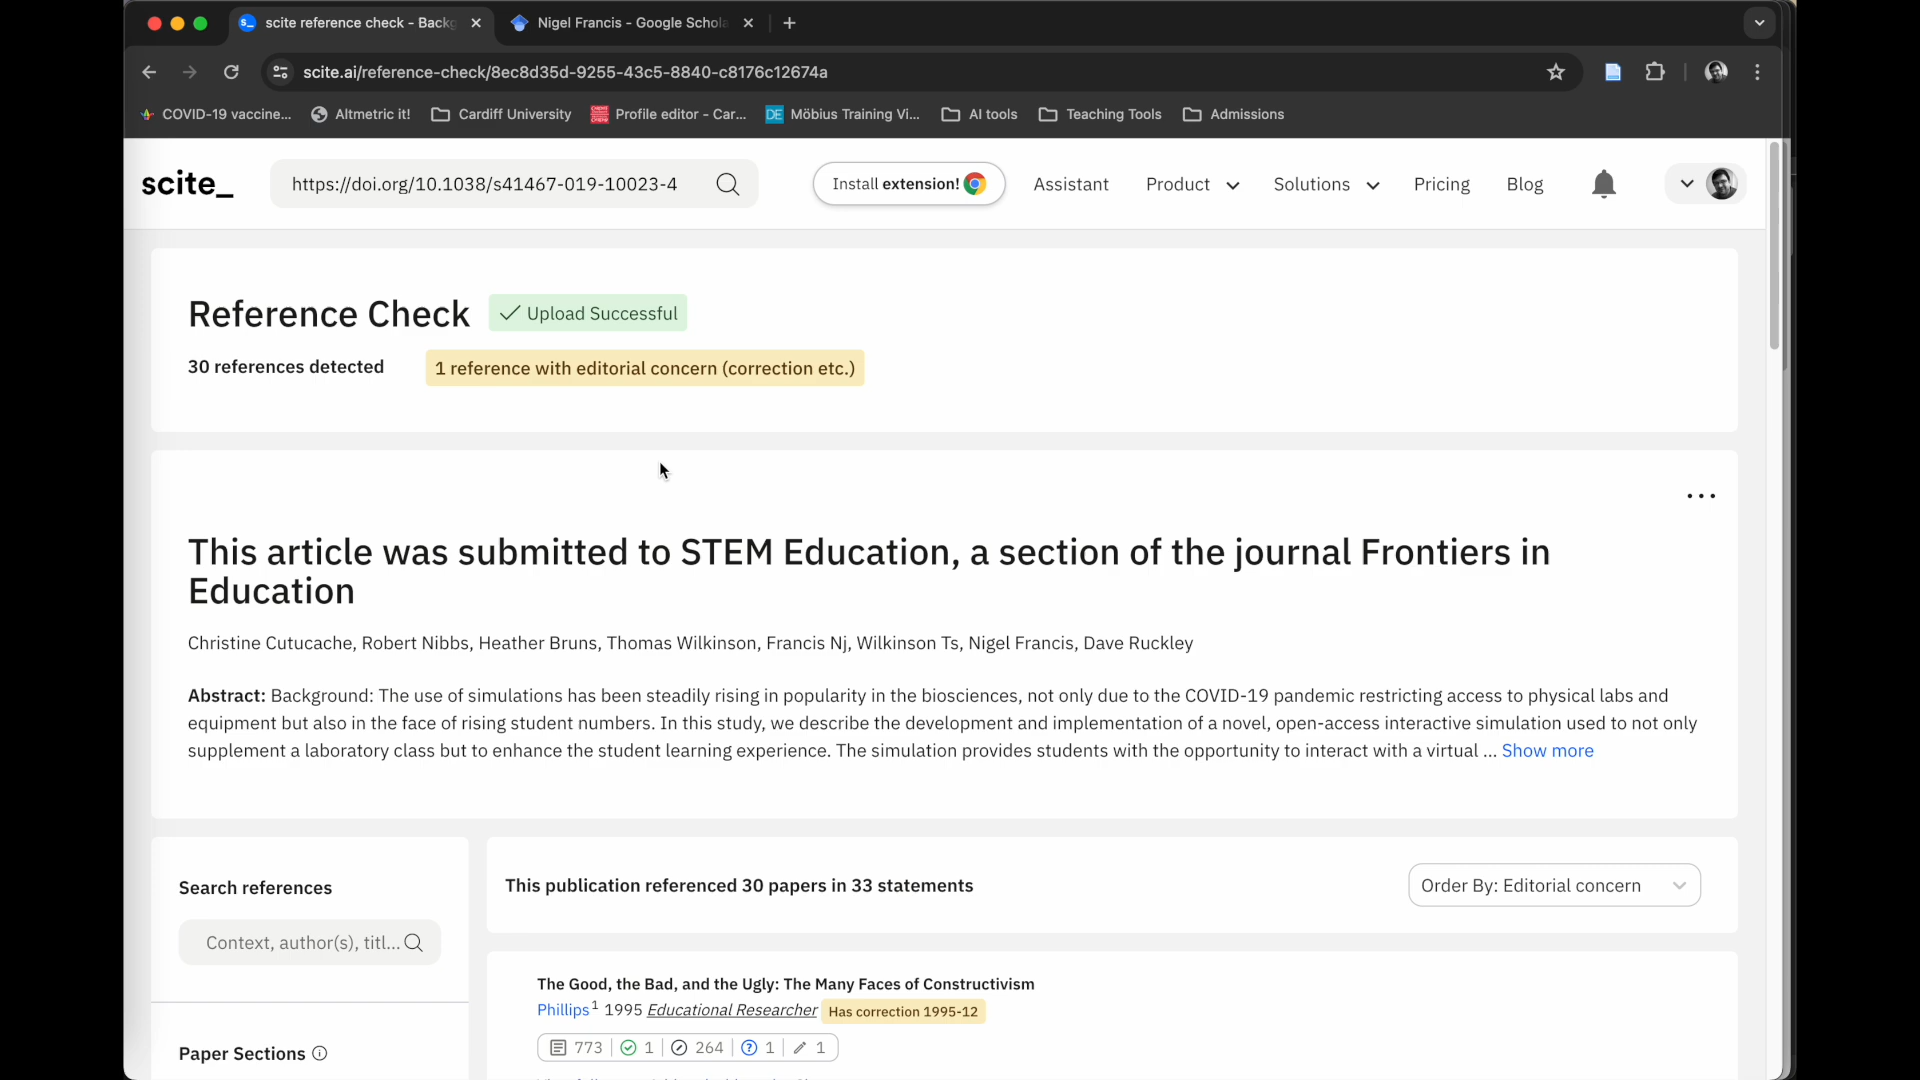 scite reference check - Backg
Nigel Francis - Google Schola
scite.ai/reference-check/8ec8d35d-9255-43c5-8840-c8176c12674a
COVID-19 vaccine...
Altmetric it!
Cardiff University
Profile editor - Car...
DE
Möbius Training Vi...
AI tools
Teaching Tools
Admissions
scite_
https://doi.org/10.1038/s41467-019-10023-4
Install extension!
Assistant
Product
Solutions
Pricing
Blog
Reference Check
Upload Successful
30 references detected
1 reference with editorial concern (correction etc.)
This article was submitted to STEM Education, a section of the journal Frontiers in
Education
Christine Cutucache, Robert Nibbs, Heather Bruns, Thomas Wilkinson, Francis Nj, Wilkinson Ts, Nigel Francis, Dave Ruckley
Abstract: Background: The use of simulations has been steadily rising in popularity in the biosciences, not only due to the COVID-19 pandemic restricting access to physical labs and
equipment but also in the face of rising student numbers. In this study, we describe the development and implementation of a novel, open-access interactive simulation used to not only
supplement a laboratory class but to enhance the student learning experience. The simulation provides students with the opportunity to interact with a virtual ... Show more
Search references
Context, author(s), titl...
Paper Sections
This publication referenced 30 papers in 33 statements
Order By: Editorial concern
The Good, the Bad, and the Ugly: The Many Faces of Constructivism
Phillips 1 1995 Educational Researcher Has correction 1995-12
773 1 264 1 1